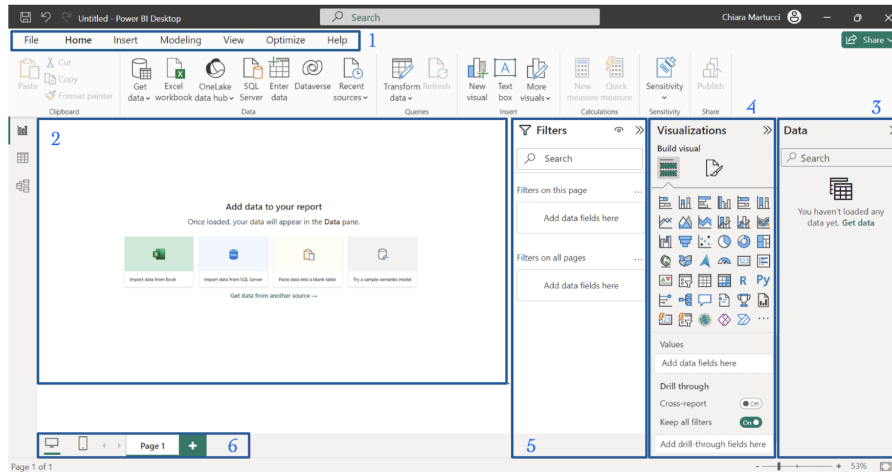 Untitled - Power BI Desktop
Search
Chiara Martucci
File Home Insert Modeling View Optimize Help 1
Share
Paste
Cut
Copy
Format painter
Get data
Excel workbook
OneLake data hub
SQL Server
Enter data
Dataverse
Recent sources
Transform data
Refresh
New visual
Text box
More visuals
New measure
Quick measure
Sensitivity
Publish
Clipboard
Data
Queries
Insert
Calculations
Sensitivity
Share
2
Add data to your report
Once loaded, your data will appear in the Data pane.
Import data from Excel
Import data from SQL Server
Paste data into a blank table
Try a sample semantic model
Get data from another source →
Filters
Search
Filters on this page
Add data fields here
Filters on all pages
Add data fields here
5
4
Visualizations
Build visual
R Py
Values
Add data fields here
Drill through
Cross-report
Off
Keep all filters
On
Add drill-through fields here
3
Data
Search
You haven't loaded any
data yet. Get data
Page 1
6
Page 1 of 1
53%